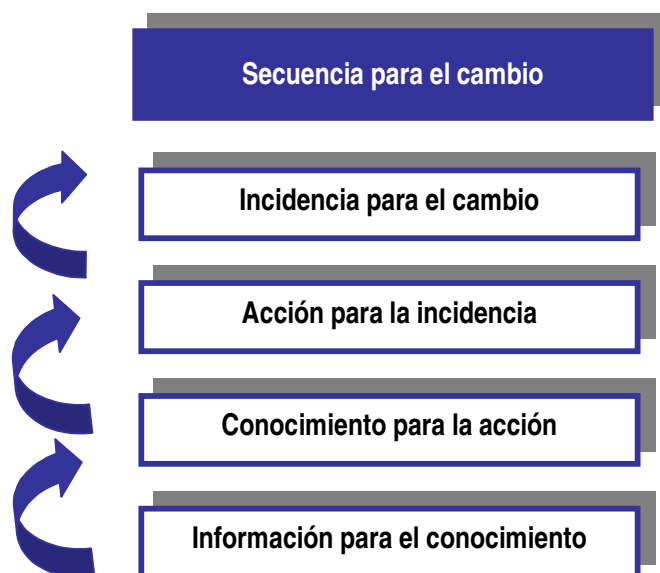 Secuencia para el cambio
Incidencia para el cambio
Acción para la incidencia
Conocimiento para la acción
Información para el conocimiento